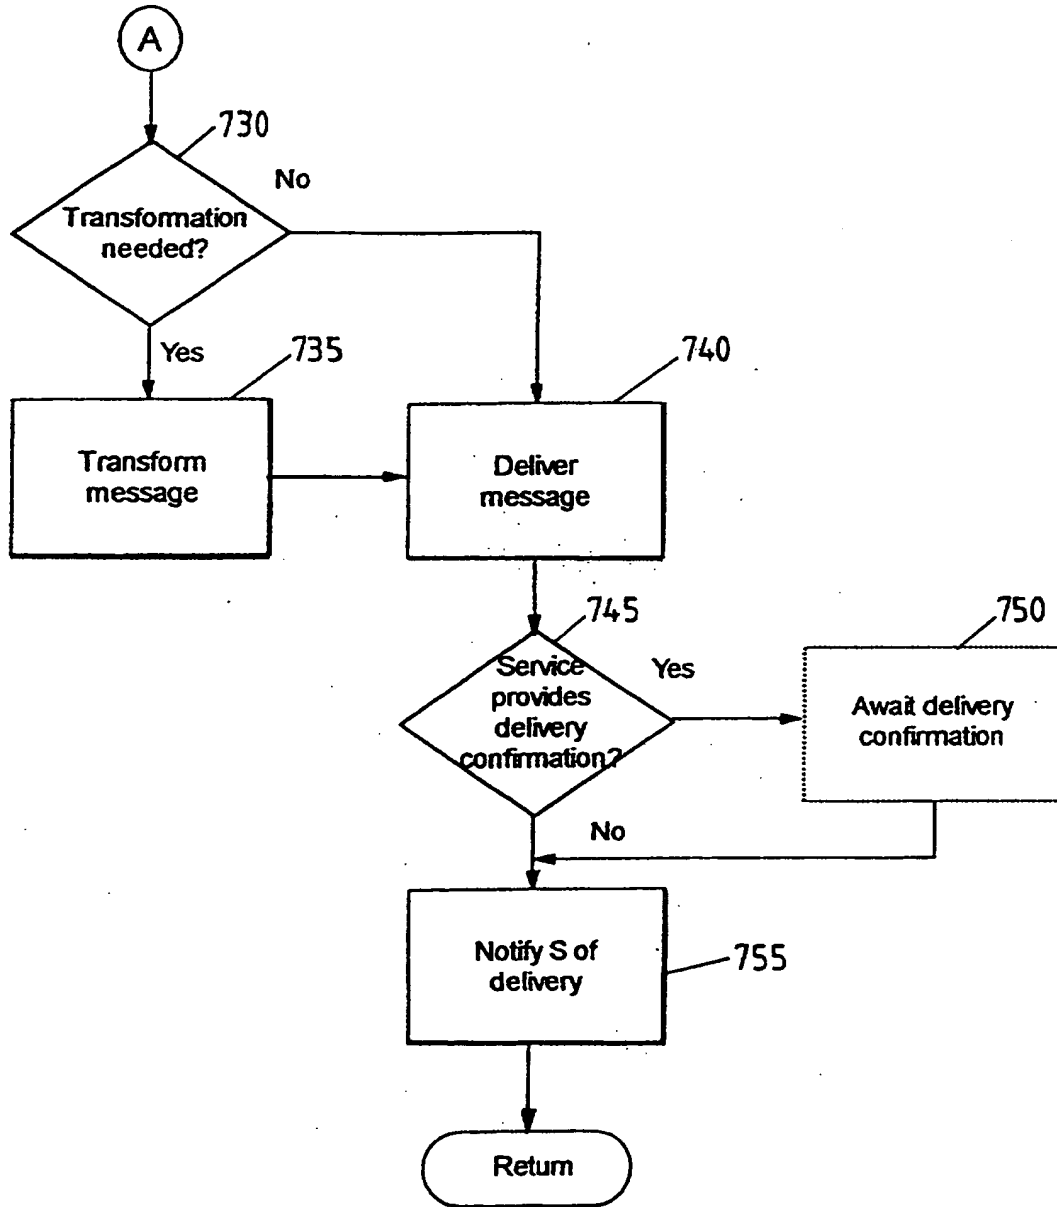 A
730
No
Transformation
needed?
Yes
735
740
Transform
message
Deliver
message
745
750
Service
provides
delivery
confirmation?
Yes
Await delivery
confirmation
No
Notify S of
delivery
755
Return